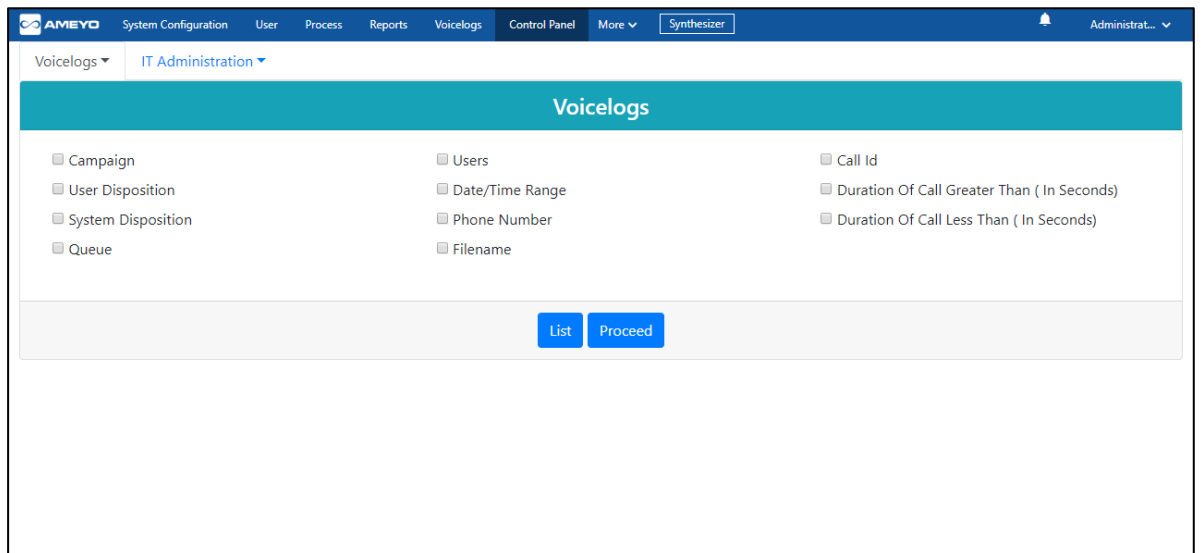 AMEYO System Configuration User Process Reports Voicelogs Control Panel More Synthesizer Administrat...
Voicelogs IT Administration
Voicelogs
Campaign Users Call Id
User Disposition Date/Time Range Duration Of Call Greater Than ( In Seconds)
System Disposition Phone Number Duration Of Call Less Than ( In Seconds)
Queue Filename
List Proceed